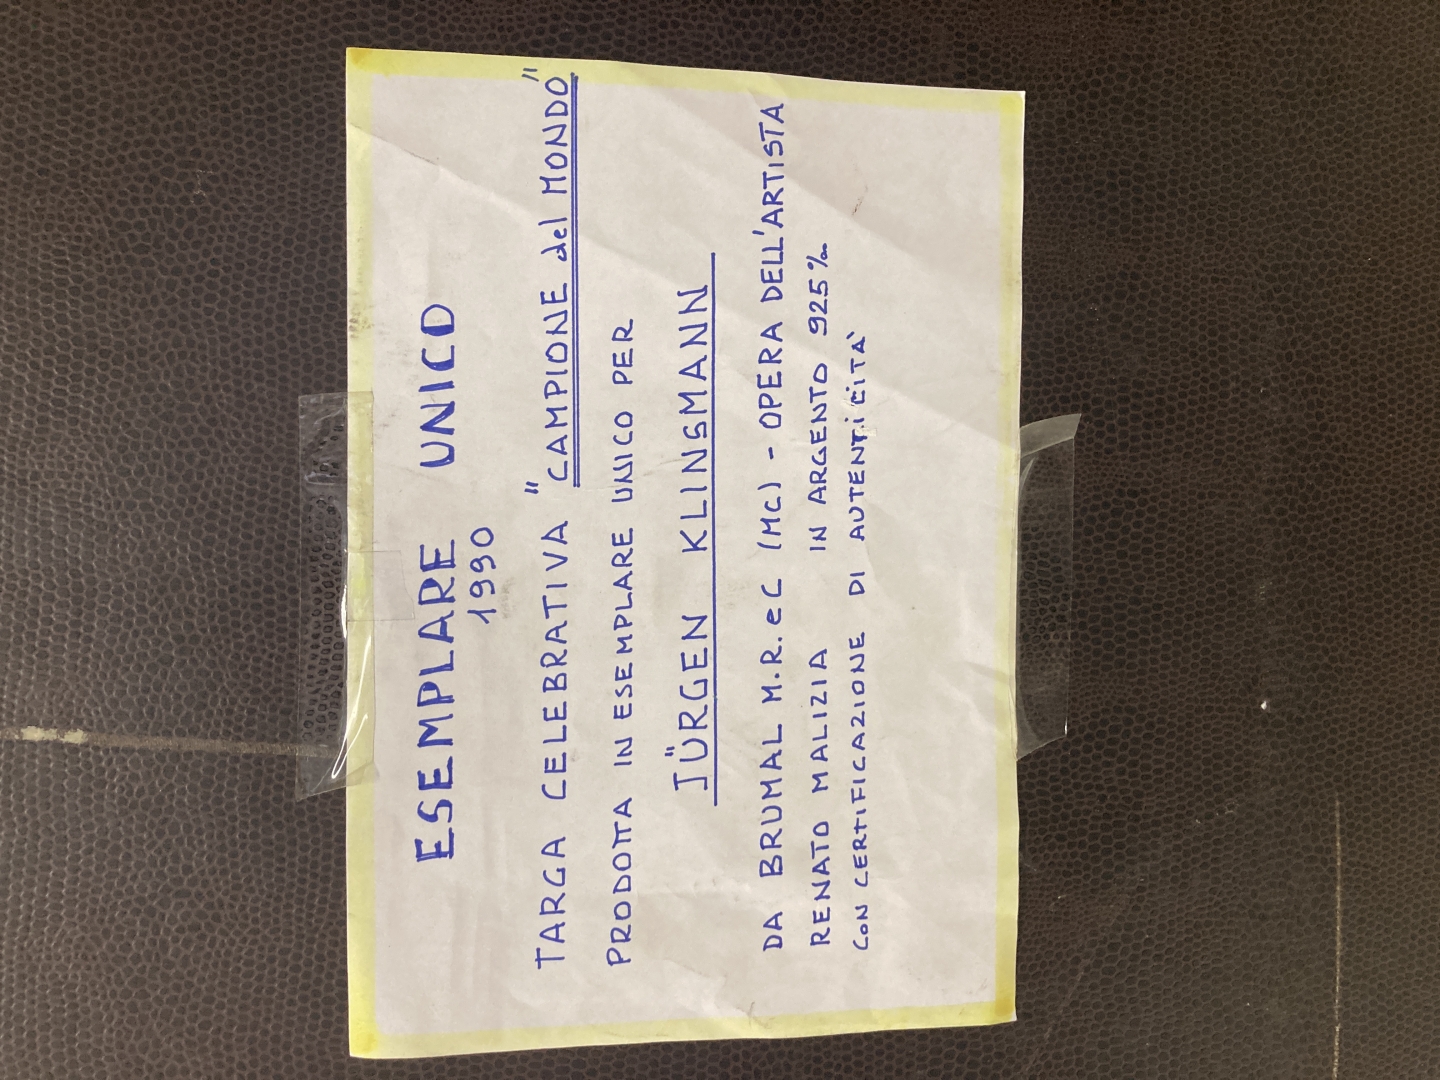 ESEMPLARE UNICO
1990
TARGA CELEBRATIVA "CAMPIONE del MONDO"
PRODOTTA IN ESEMPLARE UNICO PER
JÜRGEN KLINSMANN
DA BRUMAL M.R. e C (MC) - OPERA DELL'ARTISTA
RENATO MALIZIA IN ARGENTO 925‰
CON CERTIFICAZIONE DI AUTENTICITÀ